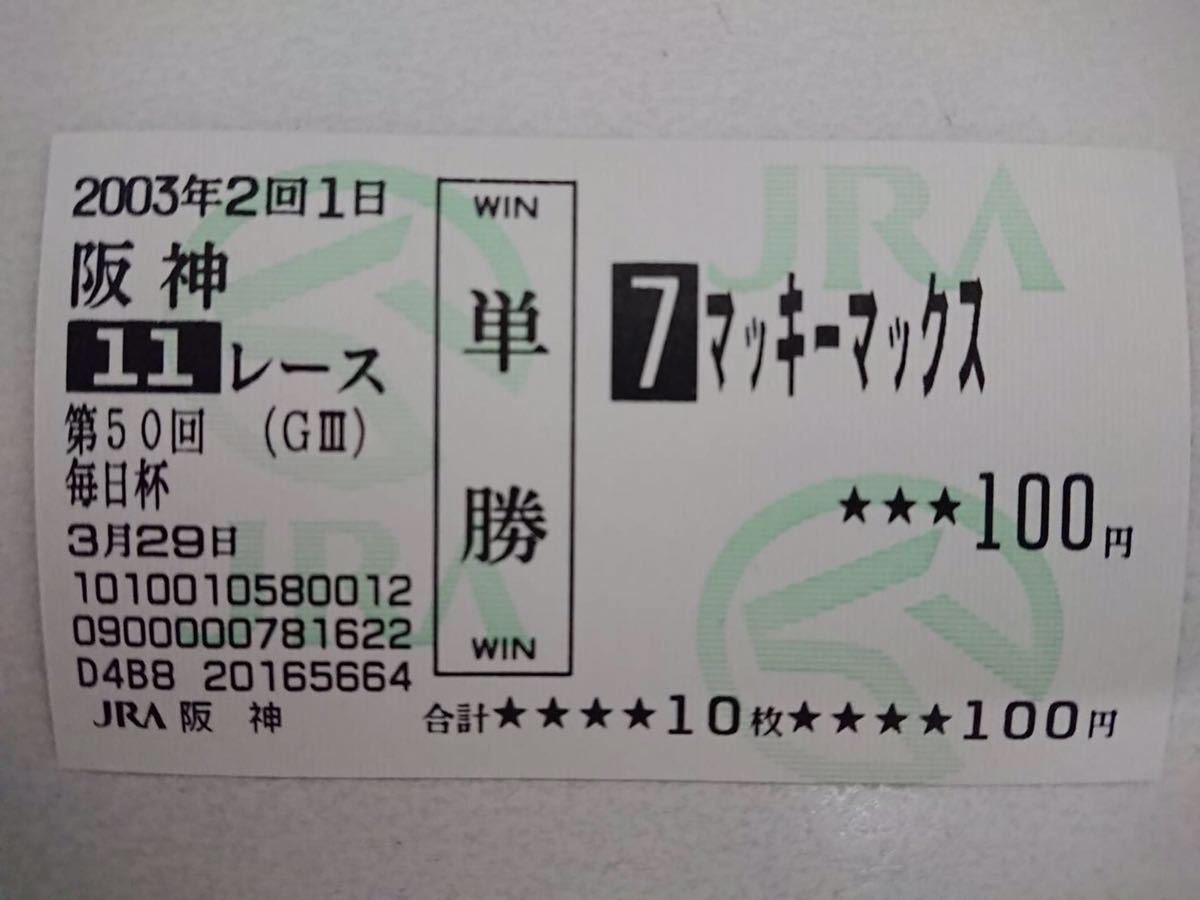 2003年2回1日
阪神
11レース
第50回 (GⅢ)
毎日杯
3月29日
1010010580012
0900000781622
D4B8 20165664
JRA 阪 神
WIN
単勝
WIN
JRA
7マッキーマックス
★★★100円
合計★★★★10枚★★★★100円
JRA